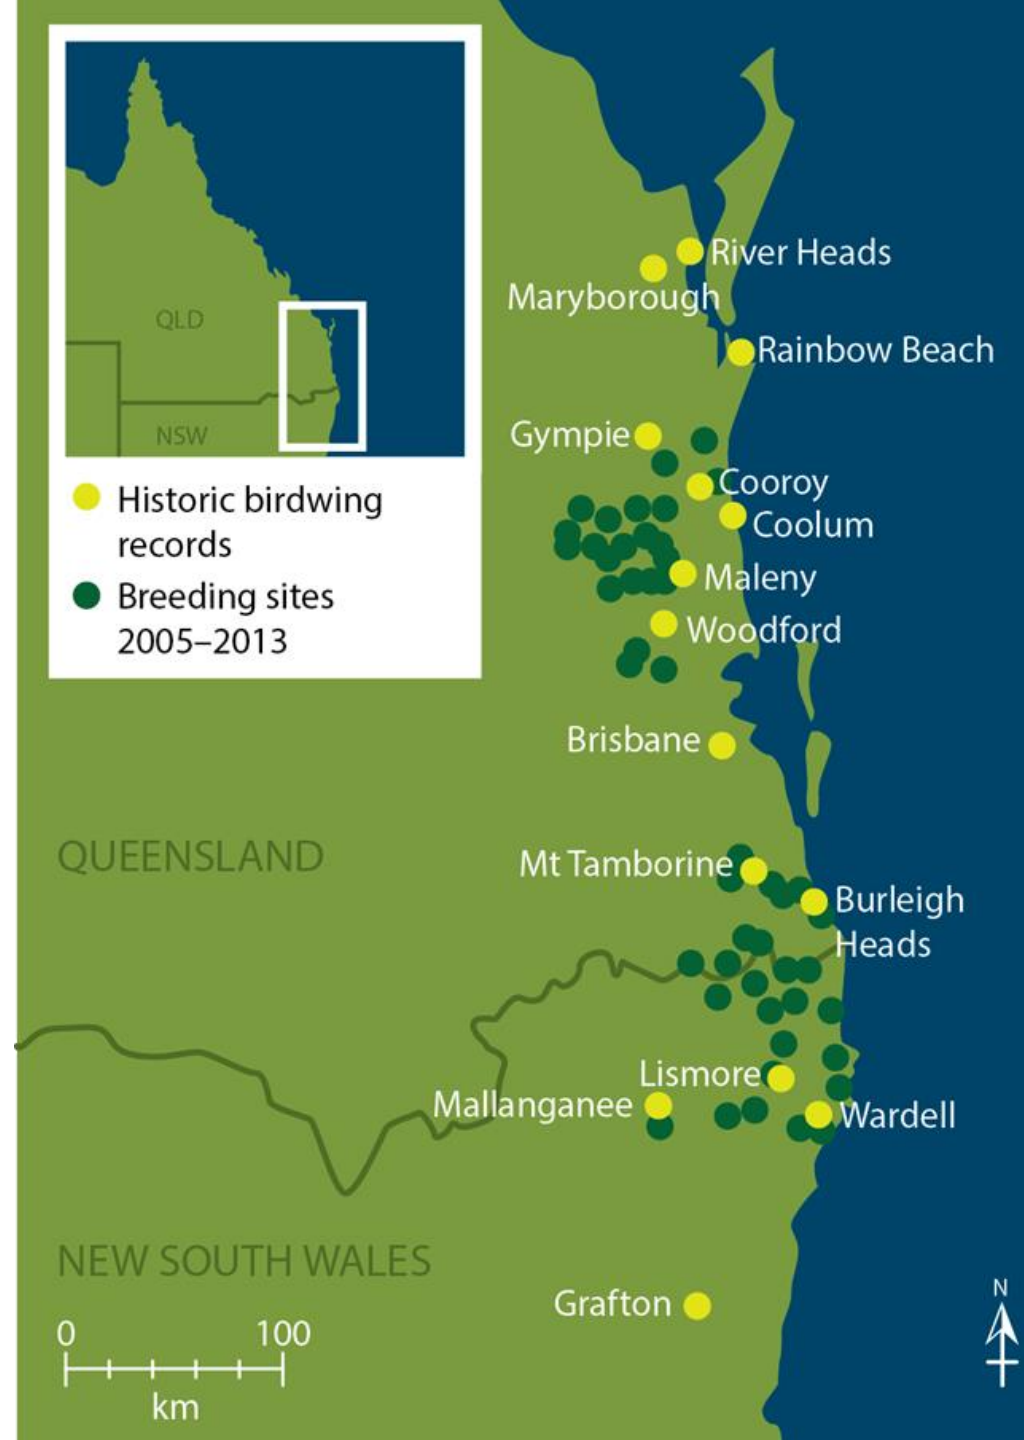 QLD
NSW
Historic birdwing
records
Breeding sites
2005–2013
River Heads
Maryborough
Rainbow Beach
Gympie
Cooroy
Coolum
Maleny
Woodford
Brisbane
QUEENSLAND
Mt Tamborine
Burleigh
Heads
Lismore
Mallanganee
Wardell
NEW SOUTH WALES
Grafton
N
0 100
km